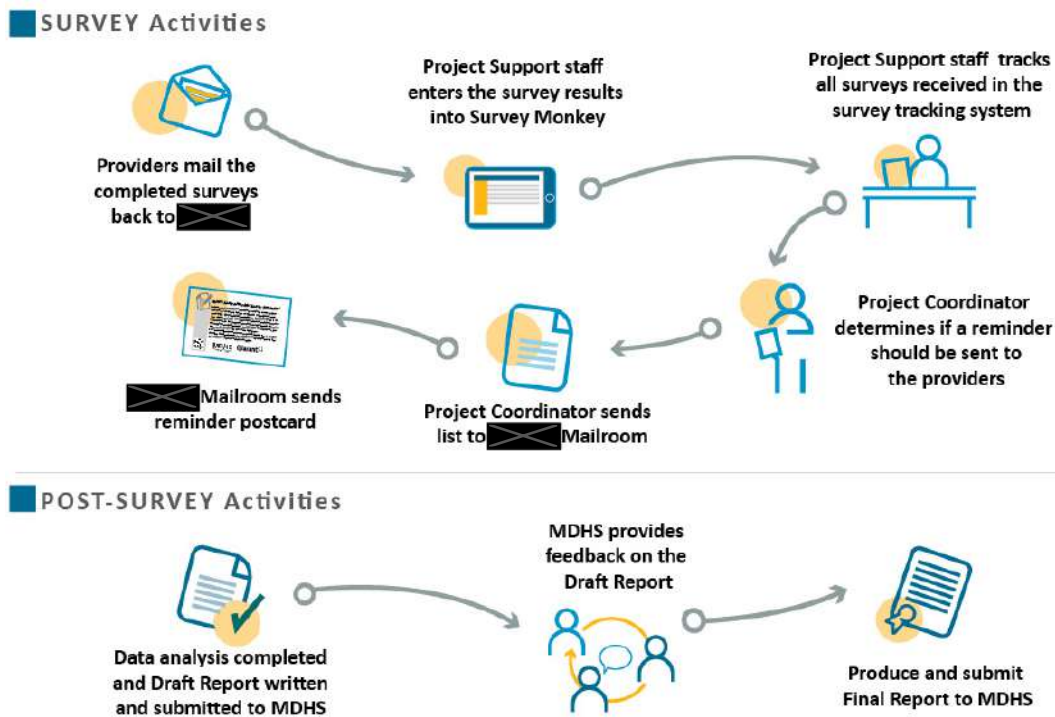 SURVEY Activities
Providers mail the
completed surveys
back to
Project Support staff
enters the survey results
into Survey Monkey
Project Support staff tracks
all surveys received in the
survey tracking system
Project Coordinator
determines if a reminder
should be sent to
the providers
Project Coordinator sends
list to Mailroom
Mailroom sends
reminder postcard
POST-SURVEY Activities
Data analysis completed
and Draft Report written
and submitted to MDHS
MDHS provides
feedback on the
Draft Report
Produce and submit
Final Report to MDHS